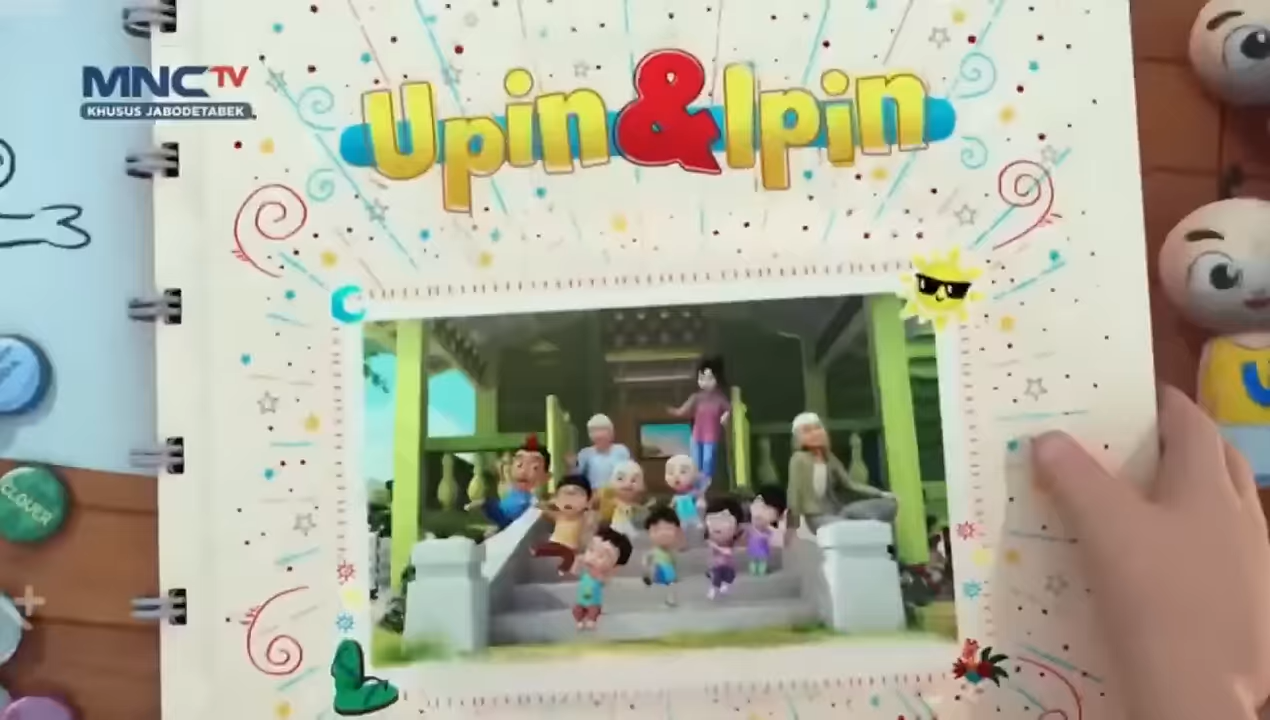 MNCTV
KHUSUS JABODETABEK
Upin & Ipin
CLOVER
U